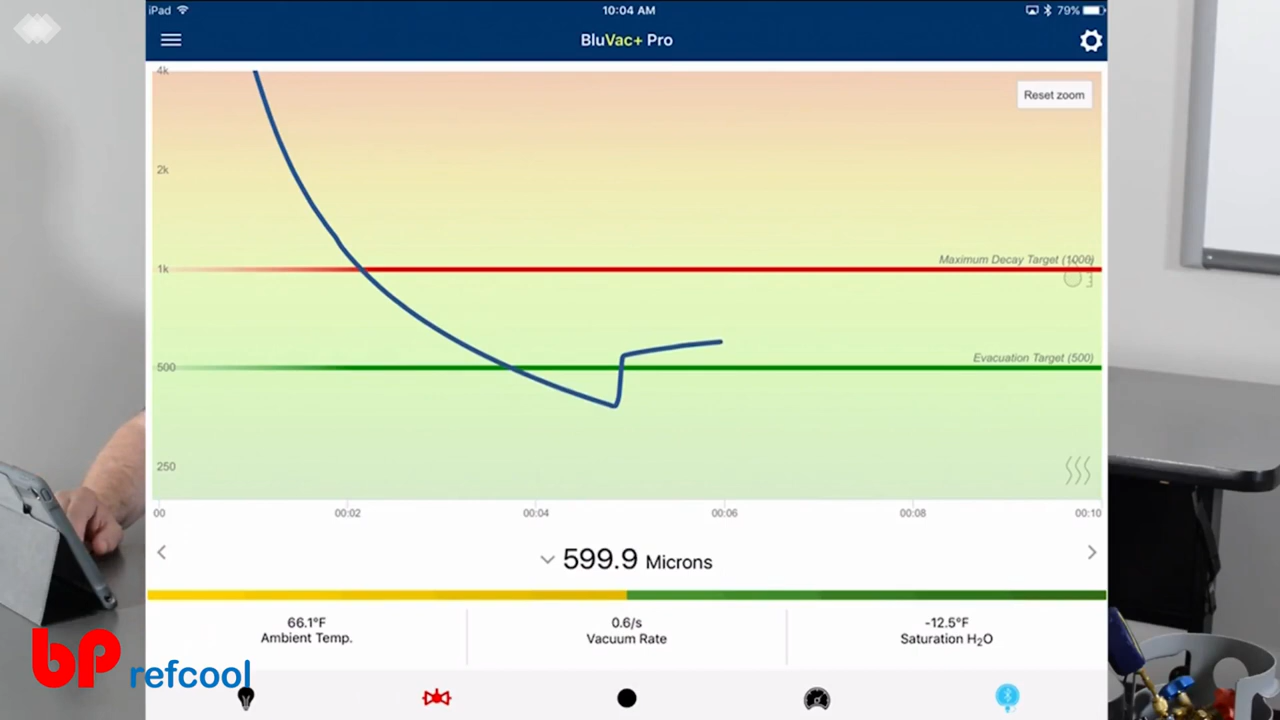 iPad
10:04 AM
79%
BluVac+ Pro
Reset zoom
4k
2k
Maximum Decay Target (1000)
1k
Evacuation Target (500)
500
250
00
00:02
00:04
00:06
00:08
00:10
599.9 Microns
66.1°F
Ambient Temp.
0.6/s
Vacuum Rate
-12.5°F
Saturation H₂O
bp refcool